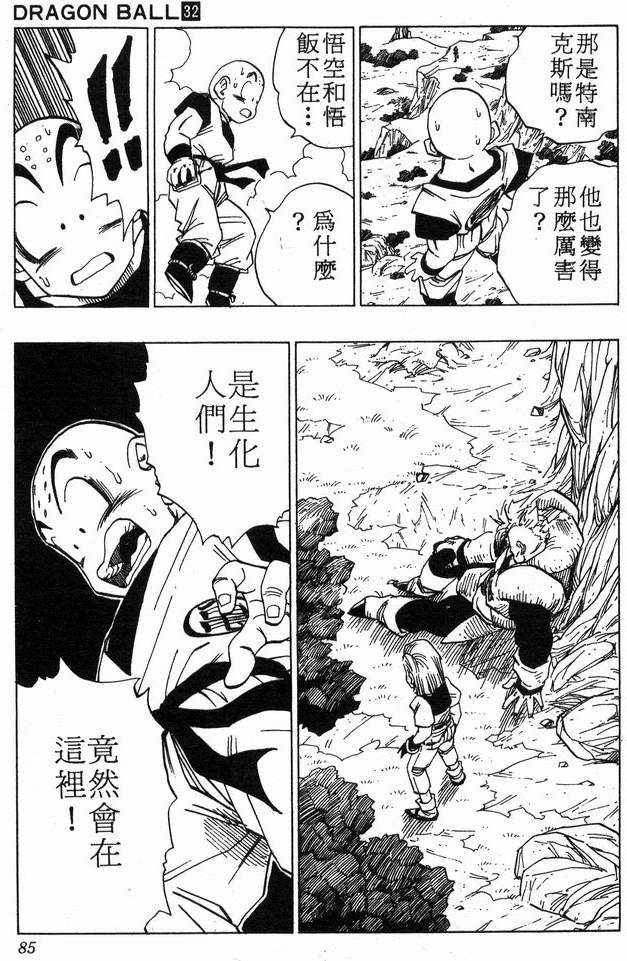 DRAGON BALL 32
那是特南
克斯嗎？
他也變得
那麼厲害
了？
悟空和悟
飯不在…
爲什麼
？
!!
是生化
人們！
竟然會在
這裡！
85